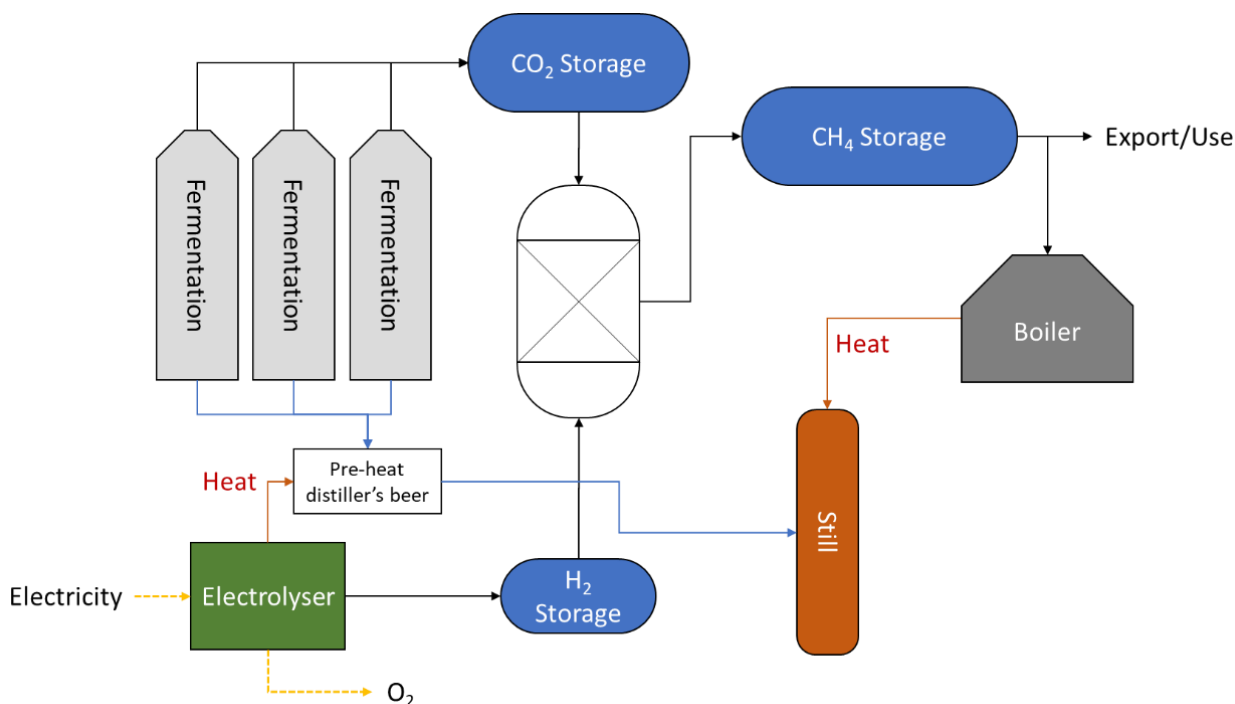 CO₂ Storage
CH₄ Storage
Export/Use
Fermentation
Fermentation
Fermentation
Boiler
Heat
Pre-heat
distiller's beer
Heat
Still
Electricity
Electrolyser
H₂
Storage
O₂